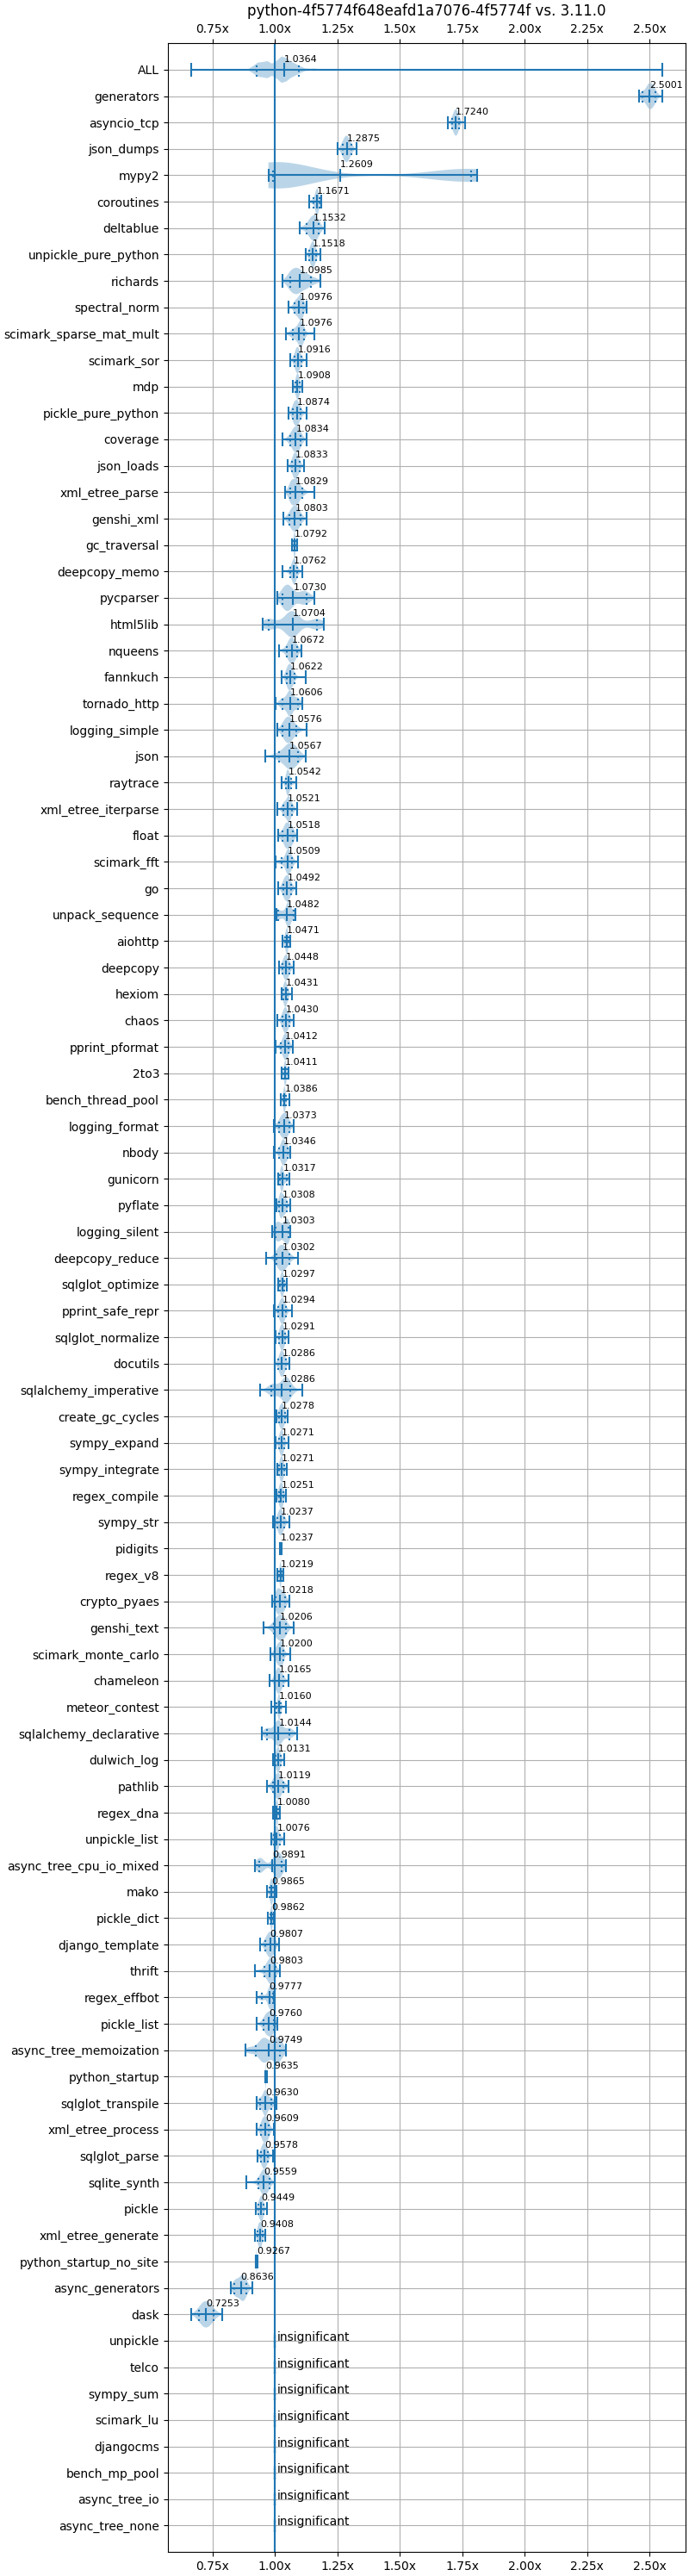 python-4f5774f648eafd1a7076-4f5774f vs. 3.11.0
0.75x 1.00x 1.25x 1.50x 1.75x 2.00x 2.25x 2.50x
ALL 1.0364
generators 2.5001
asyncio_tcp 1.7240
json_dumps 1.2875
mypy2 1.2609
coroutines 1.1671
deltablue 1.1532
unpickle_pure_python 1.1518
richards 1.0985
spectral_norm 1.0976
scimark_sparse_mat_mult 1.0976
scimark_sor 1.0916
mdp 1.0908
pickle_pure_python 1.0874
coverage 1.0834
json_loads 1.0833
xml_etree_parse 1.0829
genshi_xml 1.0803
gc_traversal 1.0792
deepcopy_memo 1.0762
pycparser 1.0730
html5lib 1.0704
nqueens 1.0672
fannkuch 1.0622
tornado_http 1.0606
logging_simple 1.0576
json 1.0567
raytrace 1.0542
xml_etree_iterparse 1.0521
float 1.0518
scimark_fft 1.0509
go 1.0492
unpack_sequence 1.0482
aiohttp 1.0471
deepcopy 1.0448
hexiom 1.0431
chaos 1.0430
pprint_pformat 1.0412
2to3 1.0411
bench_thread_pool 1.0386
logging_format 1.0373
nbody 1.0346
gunicorn 1.0317
pyflate 1.0308
logging_silent 1.0303
deepcopy_reduce 1.0302
sqlglot_optimize 1.0297
pprint_safe_repr 1.0294
sqlglot_normalize 1.0291
docutils 1.0286
sqlalchemy_imperative 1.0286
create_gc_cycles 1.0278
sympy_expand 1.0271
sympy_integrate 1.0271
regex_compile 1.0251
sympy_str 1.0237
pidigits 1.0237
regex_v8 1.0219
crypto_pyaes 1.0218
genshi_text 1.0206
scimark_monte_carlo 1.0200
chameleon 1.0165
meteor_contest 1.0160
sqlalchemy_declarative 1.0144
dulwich_log 1.0131
pathlib 1.0119
regex_dna 1.0080
unpickle_list 1.0076
async_tree_cpu_io_mixed 0.9891
mako 0.9865
pickle_dict 0.9862
django_template 0.9807
thrift 0.9803
regex_effbot 0.9777
pickle_list 0.9760
async_tree_memoization 0.9749
python_startup 0.9635
sqlglot_transpile 0.9630
xml_etree_process 0.9609
sqlglot_parse 0.9578
sqlite_synth 0.9559
pickle 0.9449
xml_etree_generate 0.9408
python_startup_no_site 0.9267
async_generators 0.8636
dask 0.7253
unpickle insignificant
telco insignificant
sympy_sum insignificant
scimark_lu insignificant
djangocms insignificant
bench_mp_pool insignificant
async_tree_io insignificant
async_tree_none insignificant
0.75x 1.00x 1.25x 1.50x 1.75x 2.00x 2.25x 2.50x